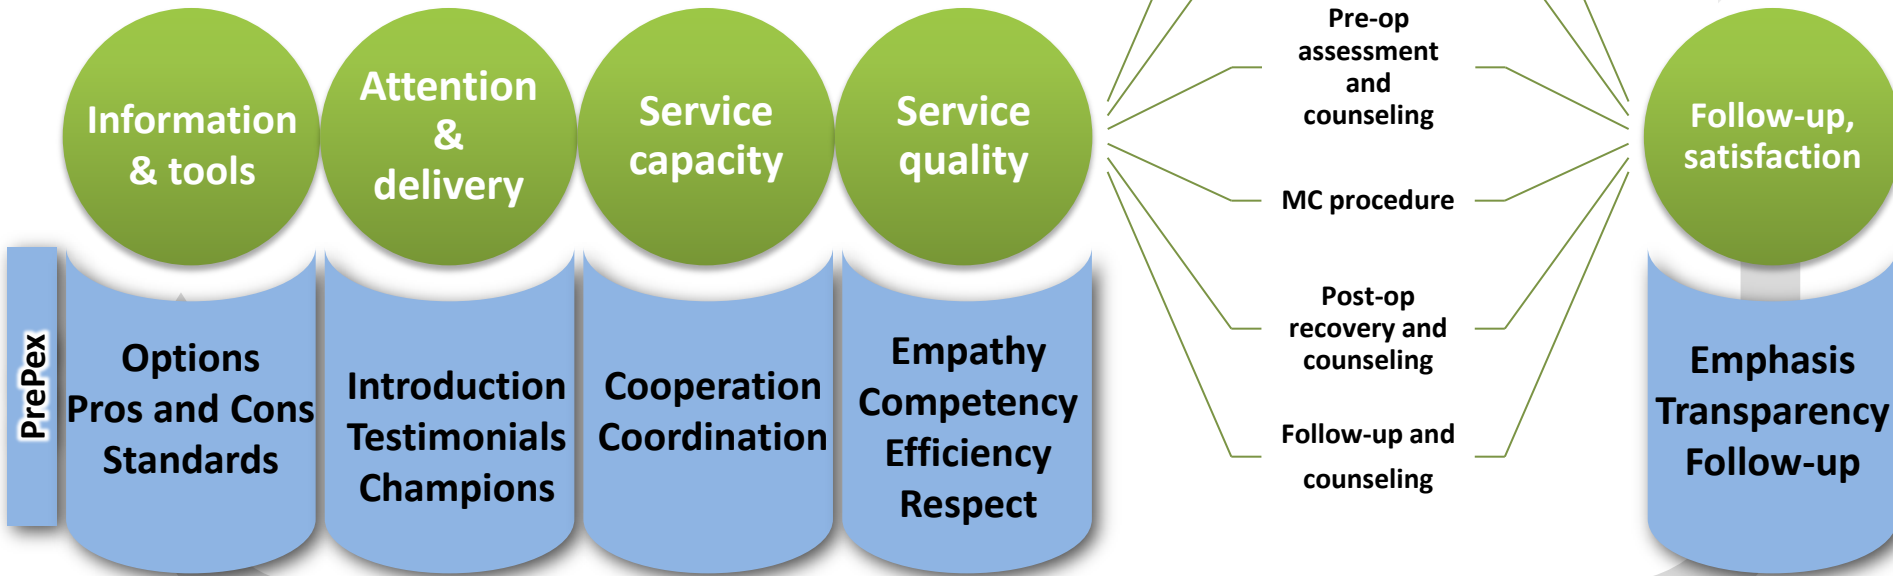 Information
& tools
Attention
&
delivery
Service
capacity
Service
quality
Pre-op
assessment
and
counseling
MC procedure
Post-op
recovery and
counseling
Follow-up and
counseling
Follow-up,
satisfaction
PrePex
Options
Pros and Cons
Standards
Introduction
Testimonials
Champions
Cooperation
Coordination
Empathy
Competency
Efficiency
Respect
Emphasis
Transparency
Follow-up